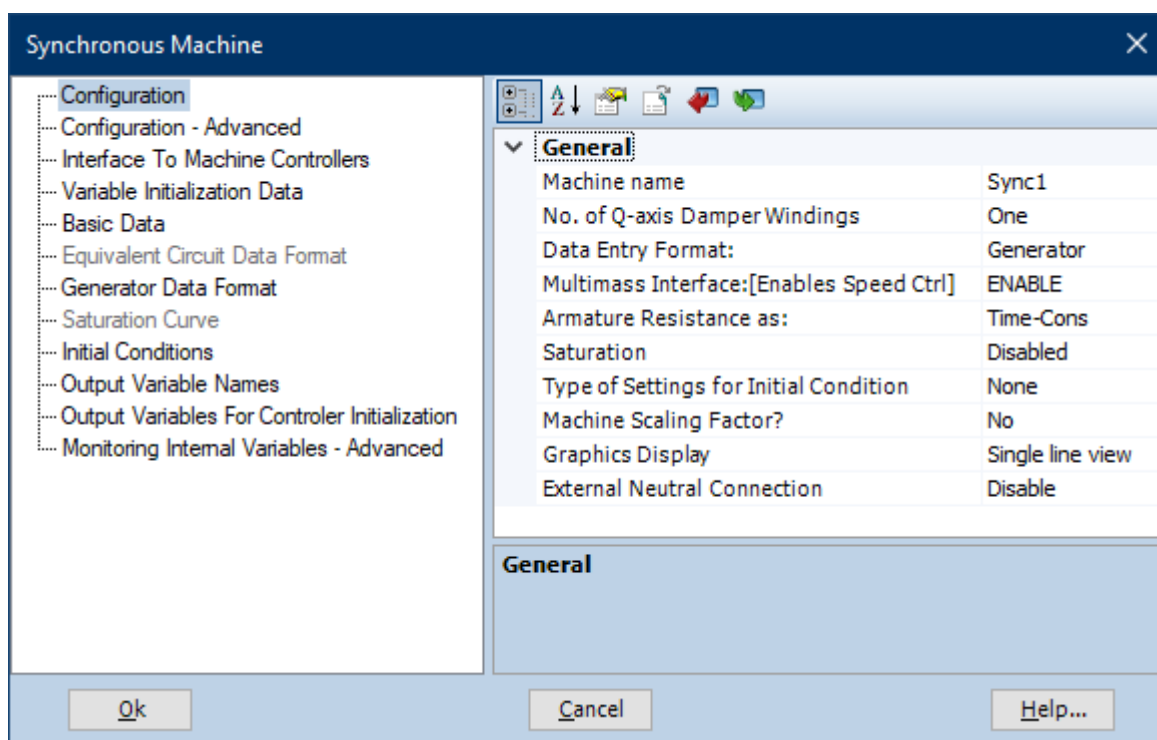 Synchronous Machine
Configuration
Configuration - Advanced
Interface To Machine Controllers
Variable Initialization Data
Basic Data
Equivalent Circuit Data Format
Generator Data Format
Saturation Curve
Initial Conditions
Output Variable Names
Output Variables For Controler Initialization
Monitoring Internal Variables - Advanced
General
Machine name Sync1
No. of Q-axis Damper Windings One
Data Entry Format: Generator
Multimass Interface:[Enables Speed Ctrl] ENABLE
Armature Resistance as: Time-Cons
Saturation Disabled
Type of Settings for Initial Condition None
Machine Scaling Factor? No
Graphics Display Single line view
External Neutral Connection Disable
General
Ok Cancel Help...